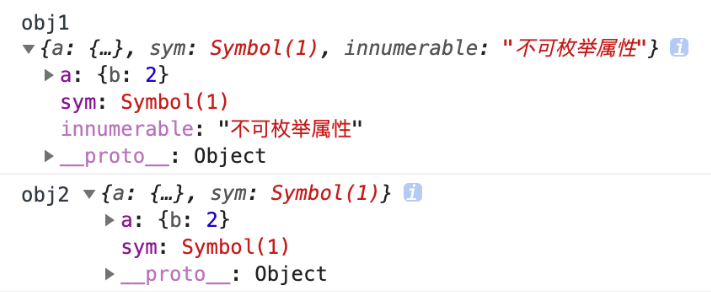 obj1
▼{a: {…}, sym: Symbol(1), innumerable: "不可枚举属性"} i
▶a: {b: 2}
sym: Symbol(1)
innumerable: "不可枚举属性"
▶__proto__: Object
obj2 ▼{a: {…}, sym: Symbol(1)} i
▶a: {b: 2}
sym: Symbol(1)
▶__proto__: Object